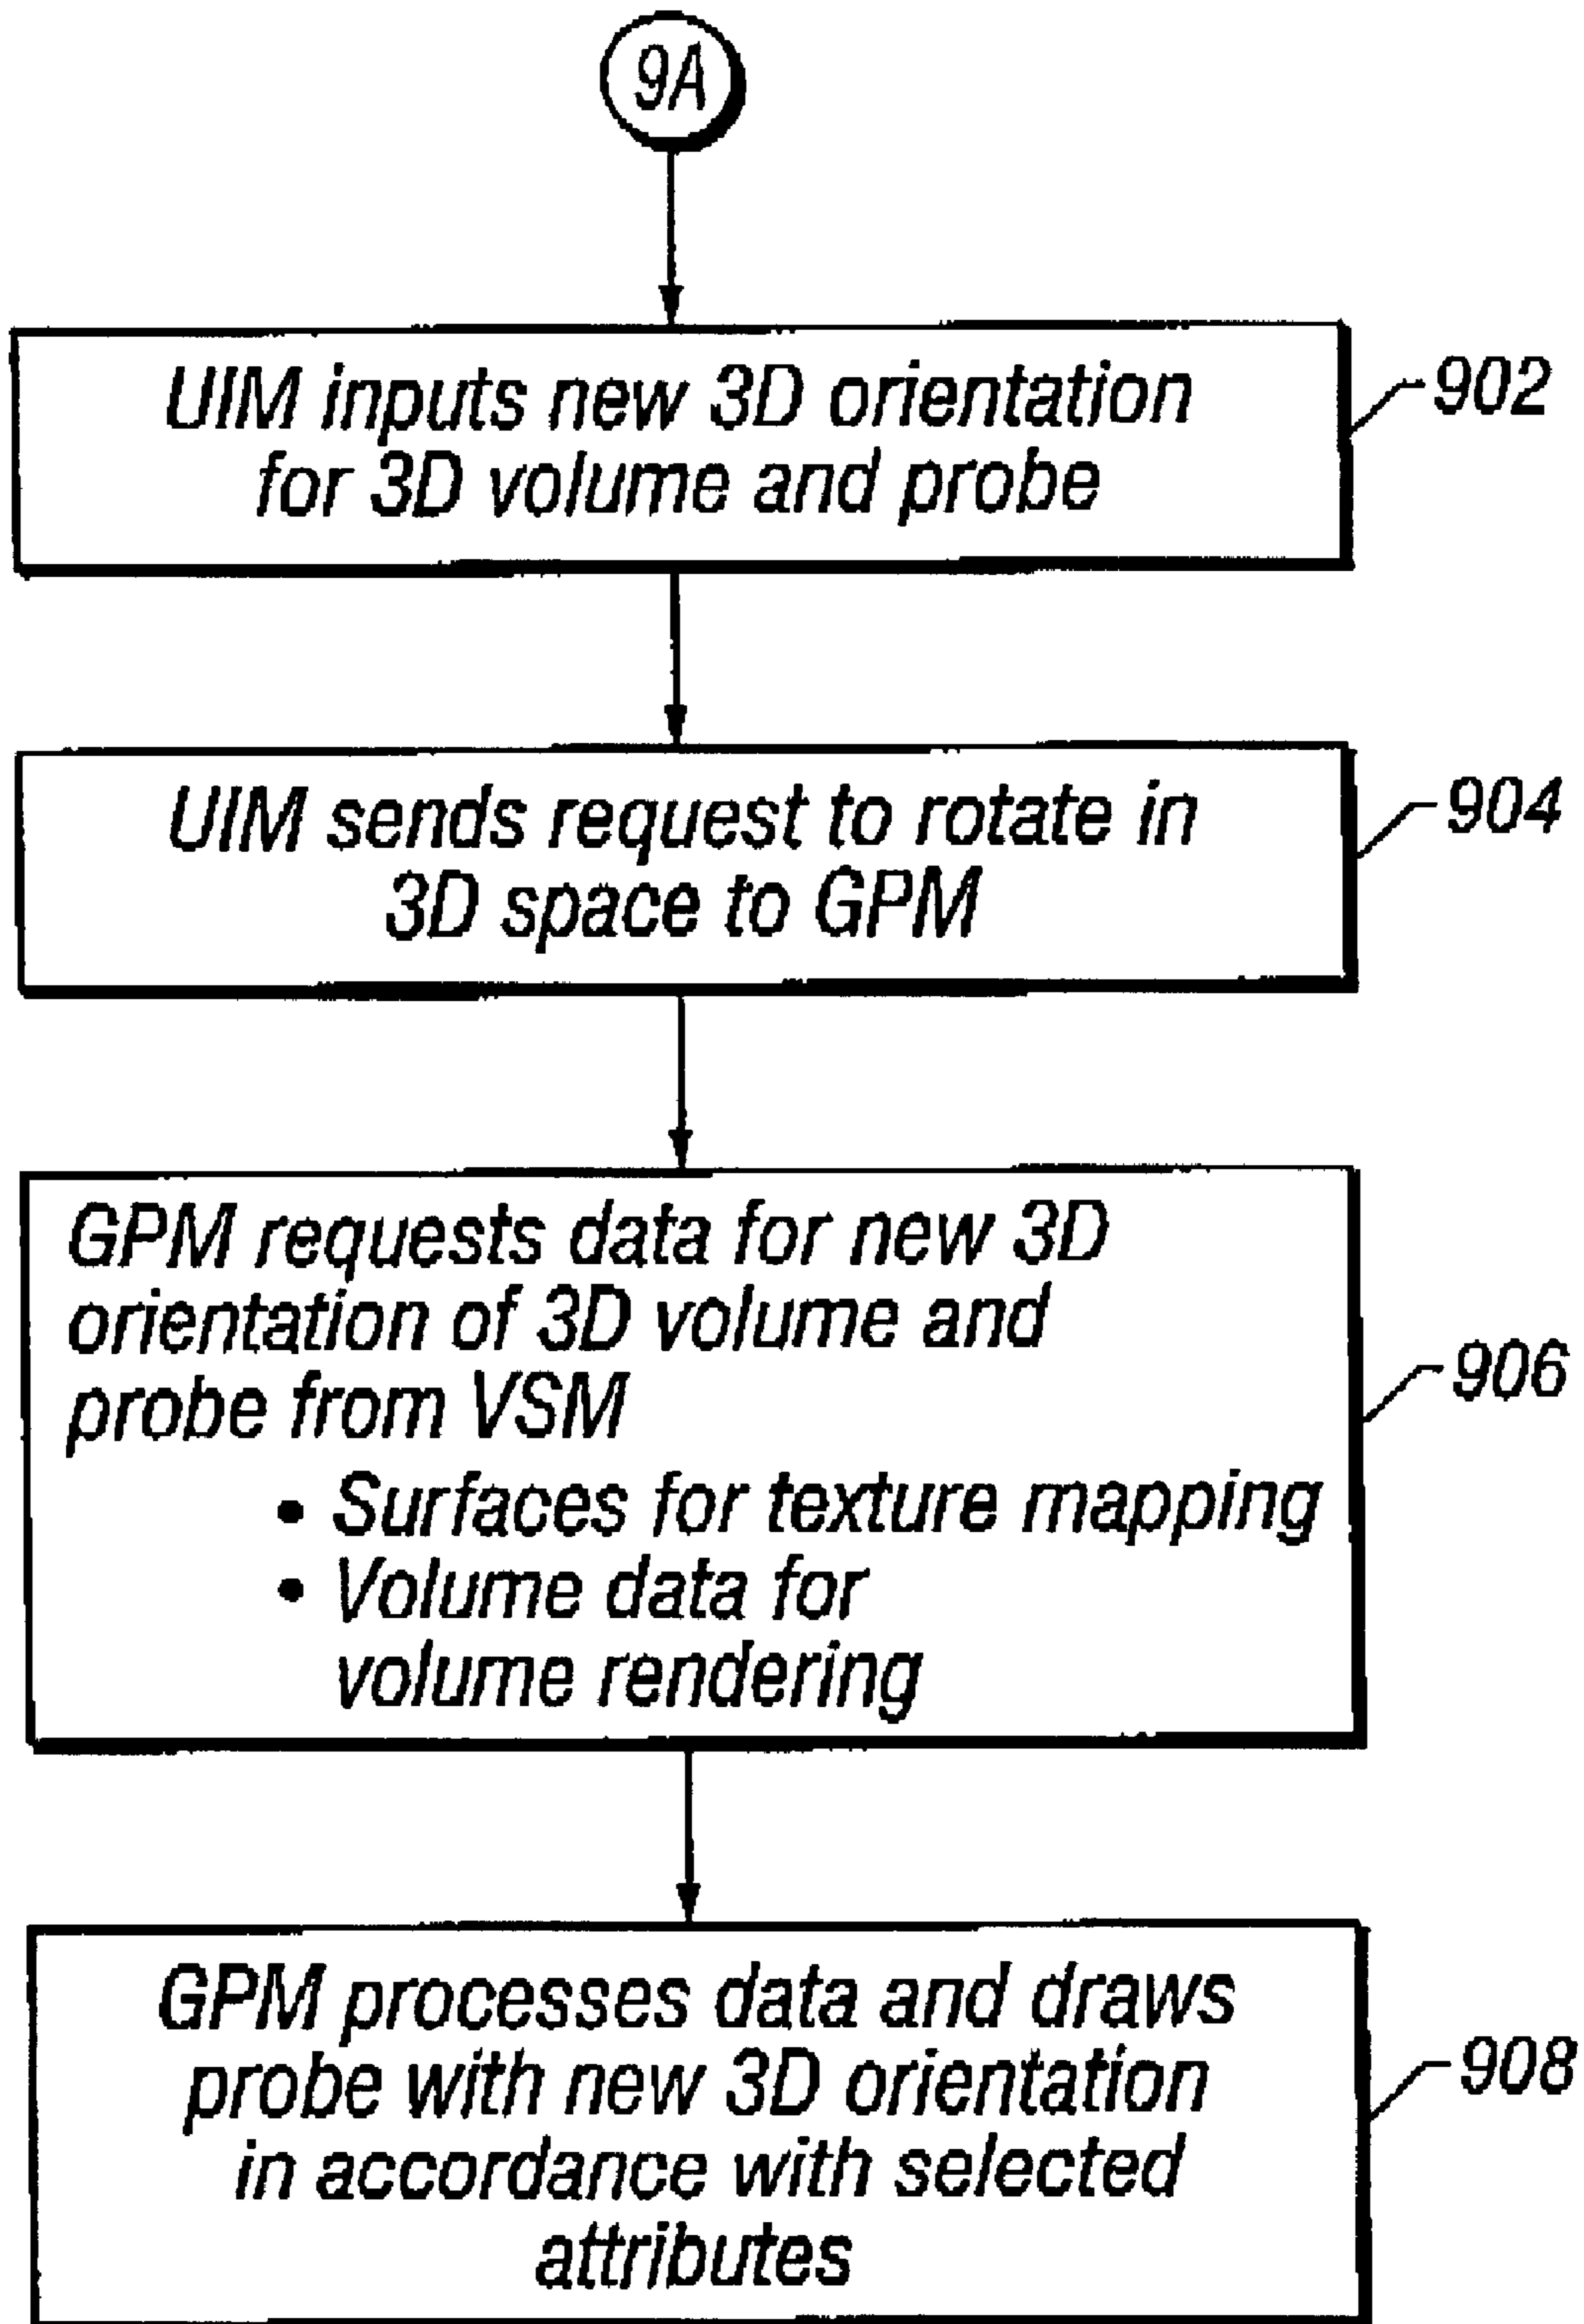 9A
UIM inputs new 3D orientation
for 3D volume and probe
902
UIM sends request to rotate in
3D space to GPM
904
GPM requests data for new 3D
orientation of 3D volume and
probe from VSM
• Surfaces for texture mapping
• Volume data for
volume rendering
906
GPM processes data and draws
probe with new 3D orientation
in accordance with selected
attributes
908